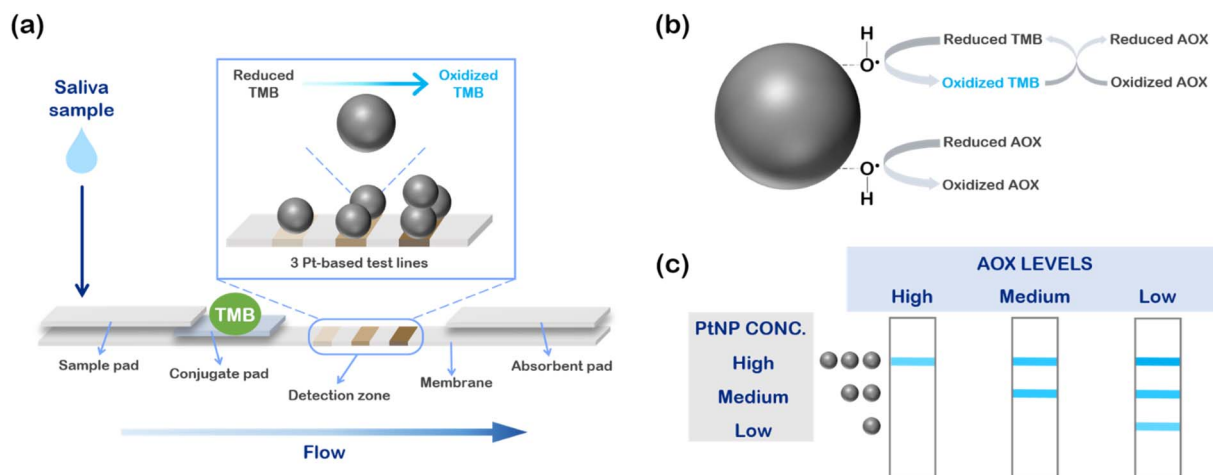 (a)
Saliva
sample
Reduced
TMB
Oxidized
TMB
3 Pt-based test lines
TMB
Sample pad
Conjugate pad
Detection zone
Membrane
Absorbent pad
Flow
(b)
H
O•
Reduced TMB
Reduced AOX
Oxidized TMB
Oxidized AOX
Reduced AOX
O•
H
Oxidized AOX
(c)
AOX LEVELS
High Medium Low
PtNP CONC.
High
Medium
Low